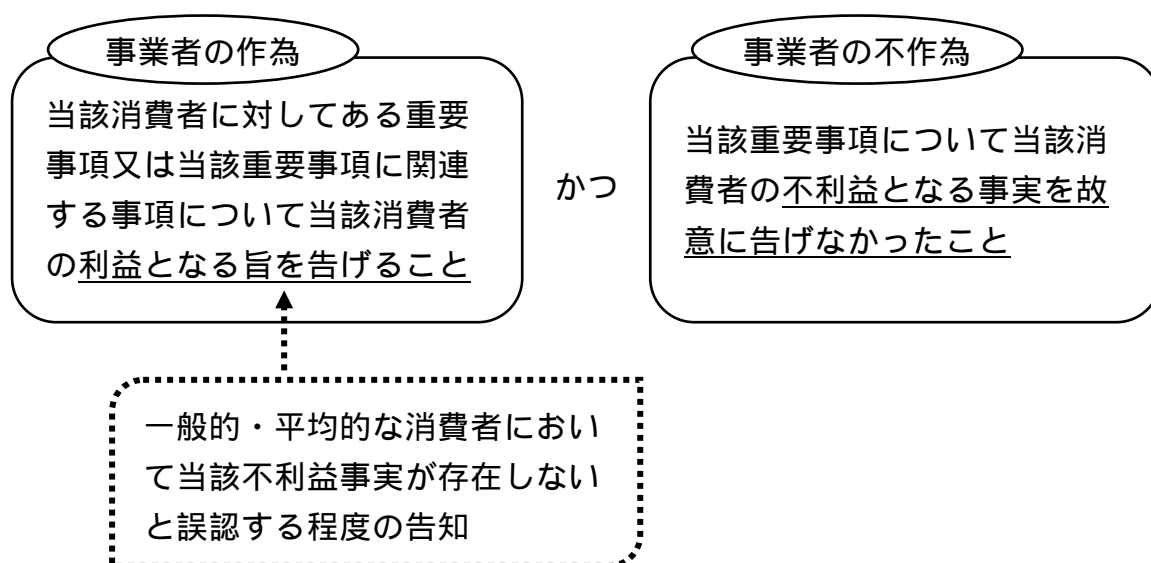 事業者の作為
当該消費者に対してある重要
事項又は当該重要事項に関連
する事項について当該消費者
の利益となる旨を告げること
かつ
事業者の不作為
当該重要事項について当該消
費者の不利益となる事実を故
意に告げなかったこと
一般的・平均的な消費者におい
て当該不利益事実が存在しない
と誤認する程度の告知